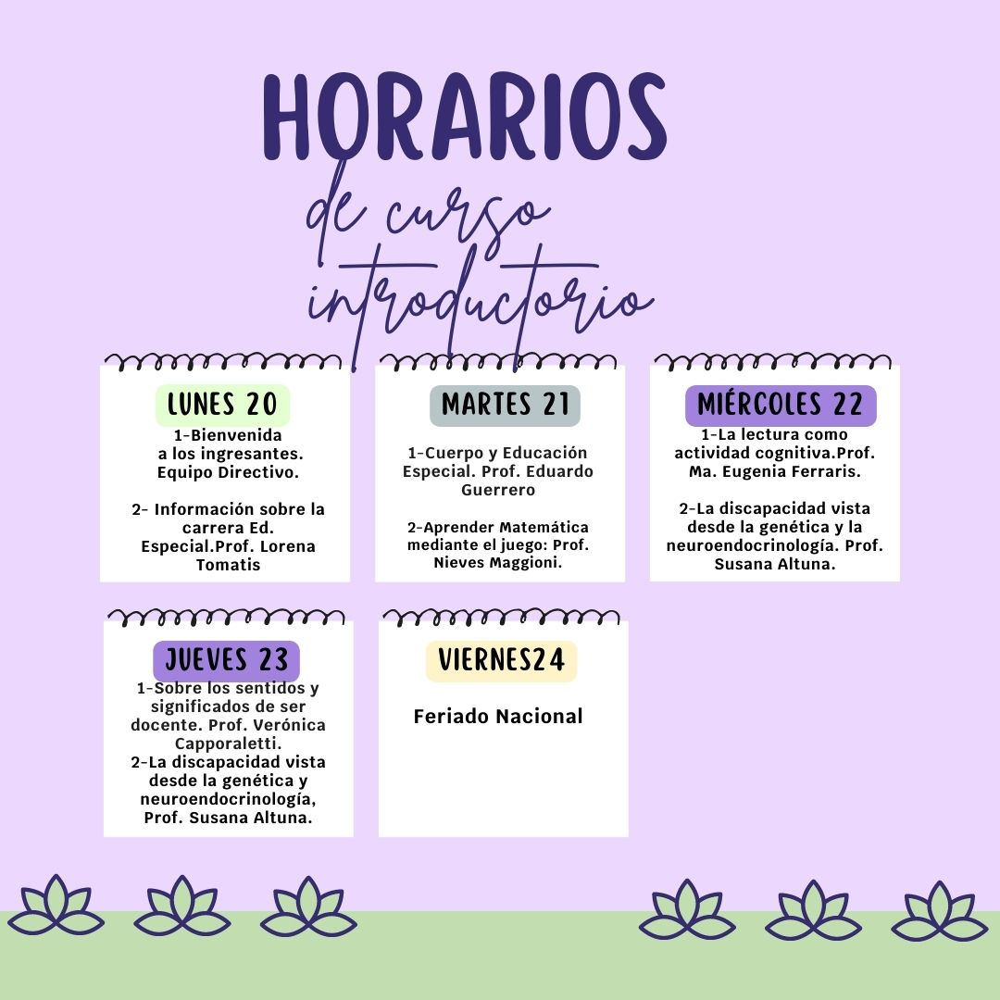 HORARIOS
de curso
introductorio
LUNES 20
1-Bienvenida
a los ingresantes.
Equipo Directivo.
2- Información sobre la
carrera Ed.
Especial.Prof. Lorena
Tomatis
MARTES 21
1-Cuerpo y Educación
Especial. Prof. Eduardo
Guerrero
2-Aprender Matemática
mediante el juego: Prof.
Nieves Maggioni.
MIÉRCOLES 22
1-La lectura como
actividad cognitiva.Prof.
Ma. Eugenia Ferraris.
2-La discapacidad vista
desde la genética y la
neuroendocrinología. Prof.
Susana Altuna.
JUEVES 23
1-Sobre los sentidos y
significados de ser
docente. Prof. Verónica
Capporaletti.
2-La discapacidad vista
desde la genética y
neuroendocrinología,
Prof. Susana Altuna.
VIERNES24
Feriado Nacional